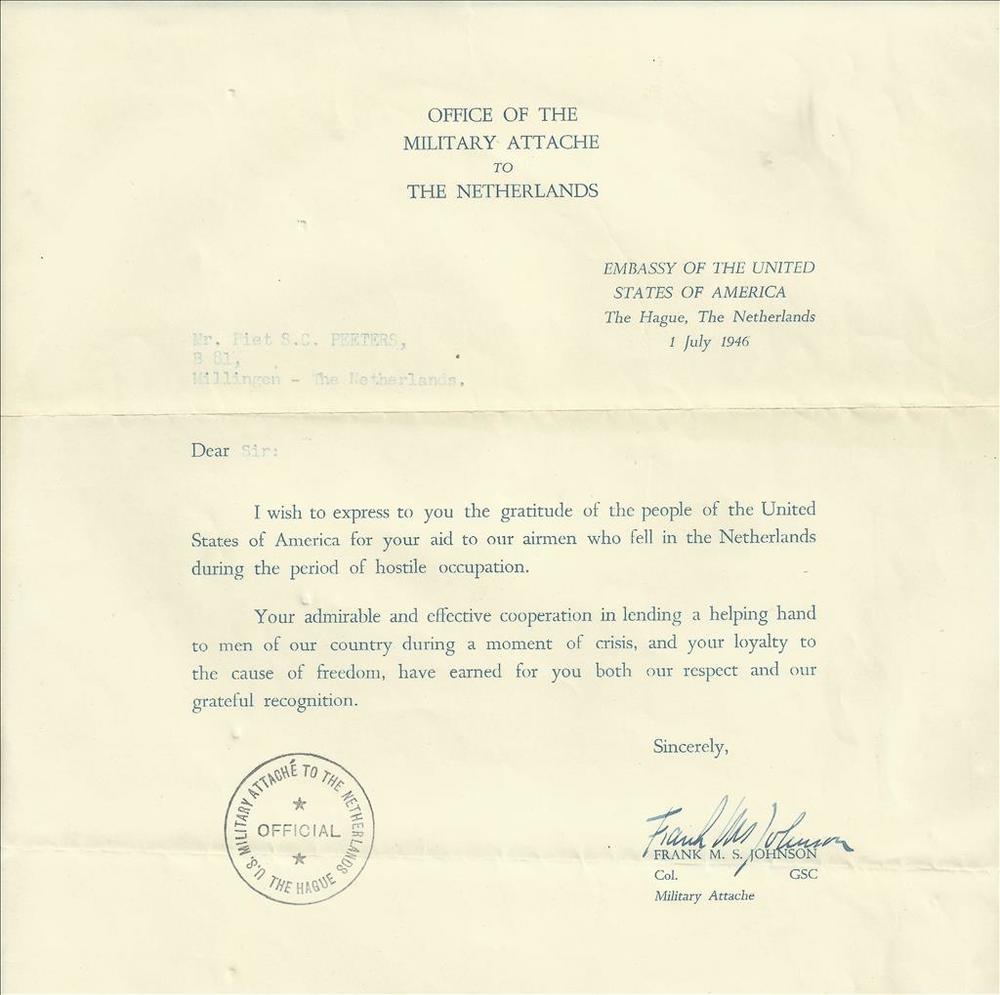 OFFICE OF THE
MILITARY ATTACHE
TO
THE NETHERLANDS
EMBASSY OF THE UNITED
STATES OF AMERICA
The Hague, The Netherlands
1 July 1946
Mr. Piet S.C. PEETERS,
B 81,
Millingen - The Netherlands.
Dear Sir:
I wish to express to you the gratitude of the people of the United
States of America for your aid to our airmen who fell in the Netherlands
during the period of hostile occupation.
Your admirable and effective cooperation in lending a helping hand
to men of our country during a moment of crisis, and your loyalty to
the cause of freedom, have earned for you both our respect and our
grateful recognition.
Sincerely,
Frank M S Johnson
FRANK M. S. JOHNSON
Col. GSC
Military Attache
U.S. MILITARY ATTACHÉ TO THE NETHERLANDS
OFFICIAL
THE HAGUE